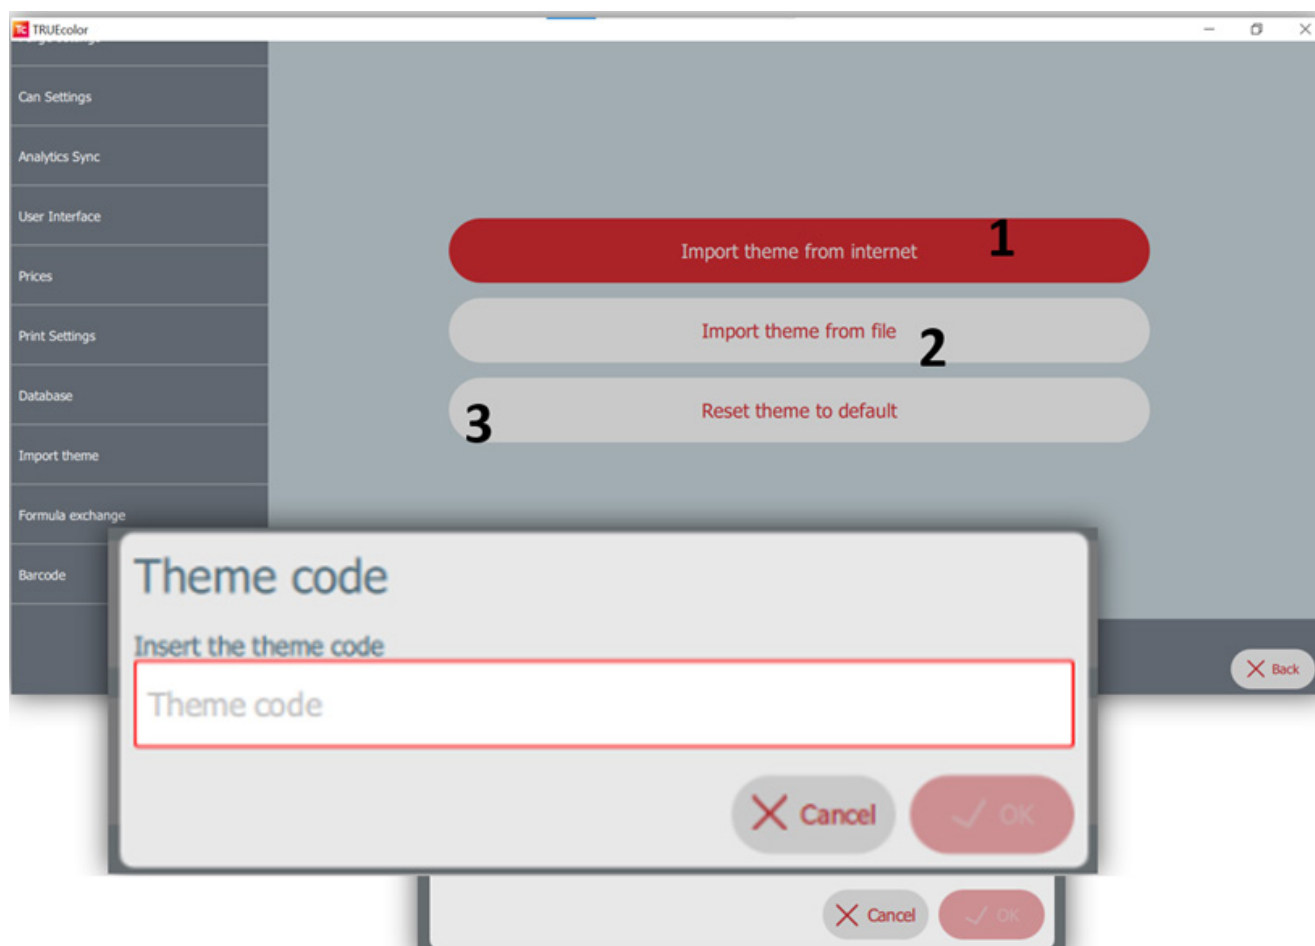 Tc TRUEcolor
Can Settings
Analytics Sync
User Interface
Prices
Print Settings
Database
Import theme
Formula exchange
Barcode
Import theme from internet 1
Import theme from file 2
3 Reset theme to default
Back
Theme code
Insert the theme code
Theme code
Cancel
OK
Cancel
OK